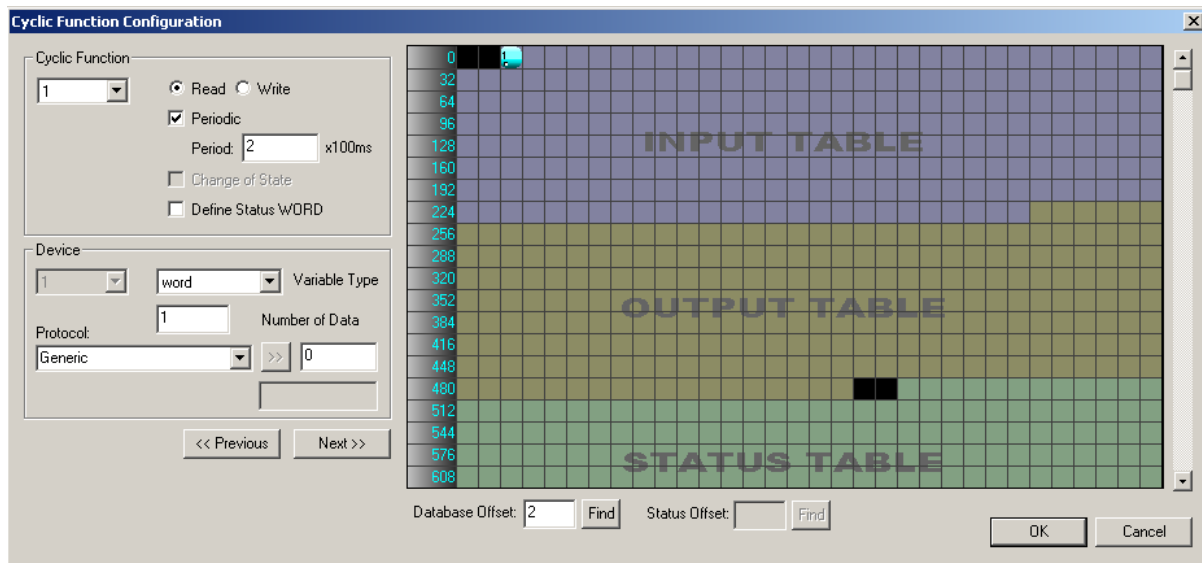 Cyclic Function Configuration
Cyclic Function
1
Read
Write
Periodic
Period: 2 x100ms
Change of State
Define Status WORD
Device
1
word
Variable Type
1
Number of Data
Protocol:
Generic
>>
0
<< Previous
Next >>
0
1
32
64
96
128
160
192
224
256
288
320
352
384
416
448
480
512
544
576
608
INPUT TABLE
OUTPUT TABLE
STATUS TABLE
Database Offset: 2 Find Status Offset: Find
OK
Cancel